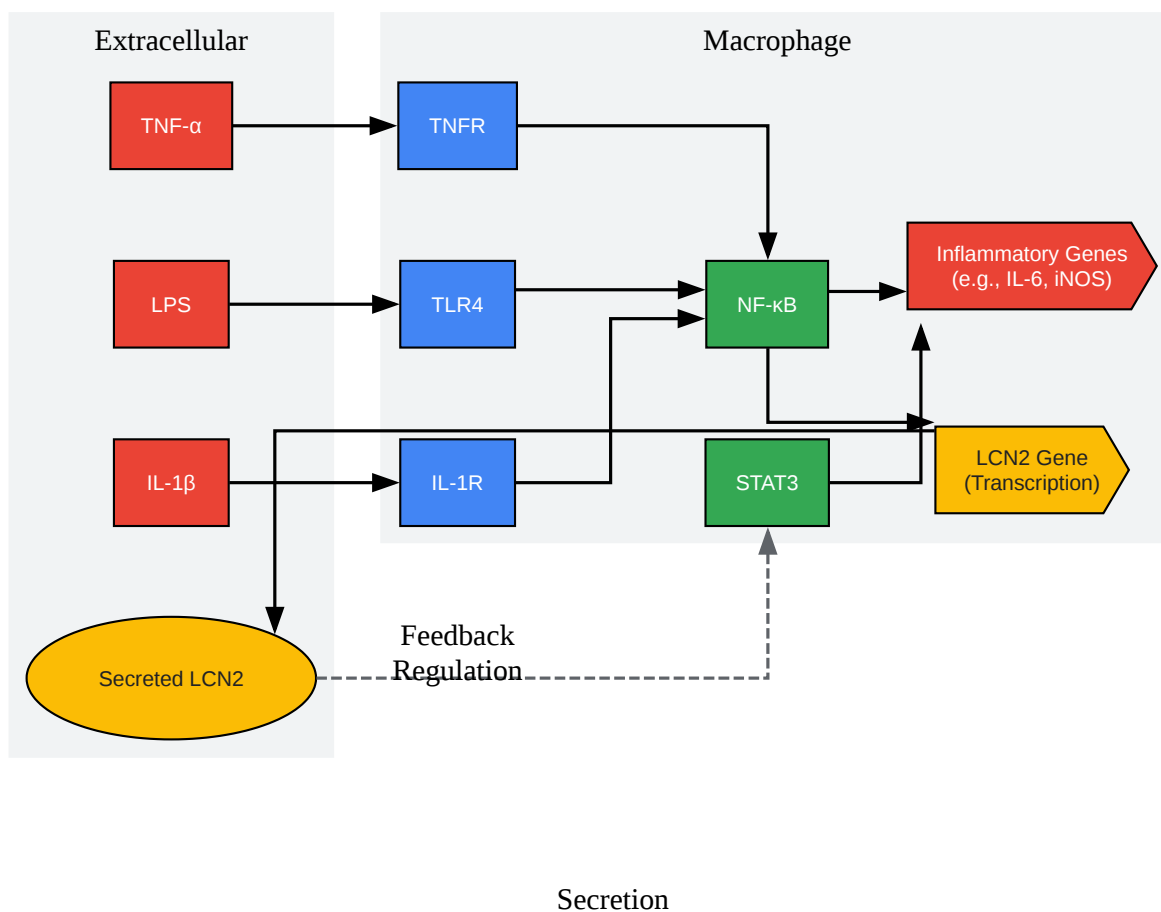 Extracellular
Macrophage
TNF-α
TNFR
Inflammatory Genes
(e.g., IL-6, iNOS)
LPS
TLR4
NF-κB
IL-1β
IL-1R
STAT3
LCN2 Gene
(Transcription)
Feedback
Regulation
Secreted LCN2
Secretion